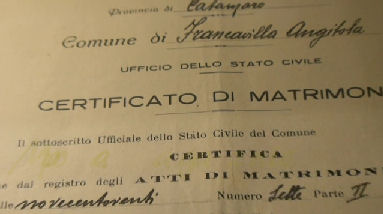 Provincia di Catanzaro
Comune di Francavilla Angitola
UFFICIO DELLO STATO CIVILE
CERTIFICATO DI MATRIMON
Il sottoscritto Ufficiale dello Stato Civile del Comune
CERTIFICA
e dal registro degli ATTI DI MATRIMON
lle novecentoventi Numero Sette Parte II